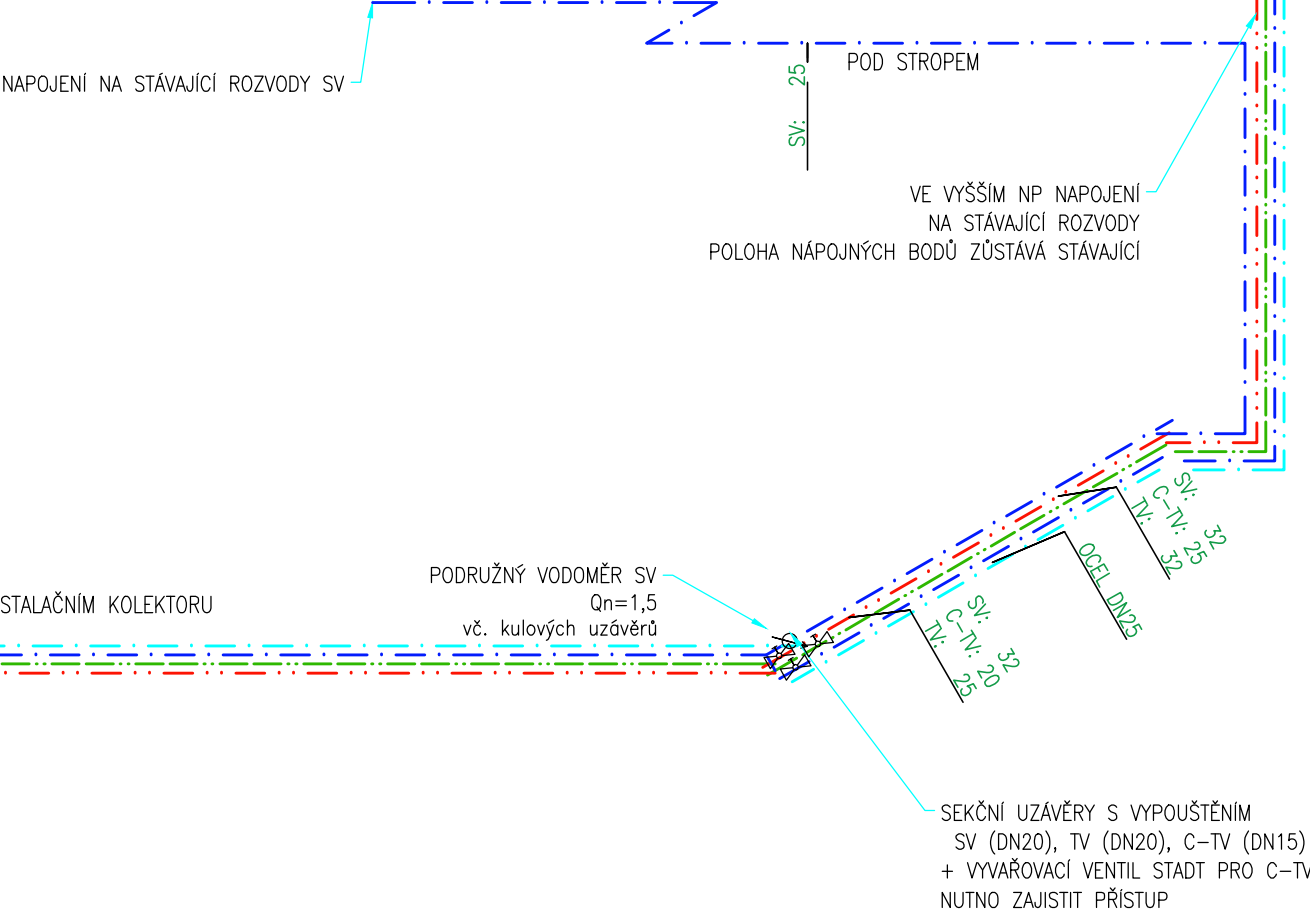 NAPOJENÍ NA STÁVAJÍCÍ ROZVODY SV
POD STROPEM
SV: 25
VE VYŠŠÍM NP NAPOJENÍ
NA STÁVAJÍCÍ ROZVODY
POLOHA NÁPOJNÝCH BODŮ ZŮSTÁVÁ STÁVAJÍCÍ
SV: 32
C-TV: 25
TV: 32
OCEL DN25
PODRUŽNÝ VODOMĚR SV
Qn=1,5
vč. kulových uzávěrů
STALAČNÍM KOLEKTORU
SV: 32
C-TV: 20
TV: 25
SEKČNÍ UZÁVĚRY S VYPOUŠTĚNÍM
SV (DN20), TV (DN20), C-TV (DN15)
+ VYVAŘOVACÍ VENTIL STADT PRO C-TV
NUTNO ZAJISTIT PŘÍSTUP